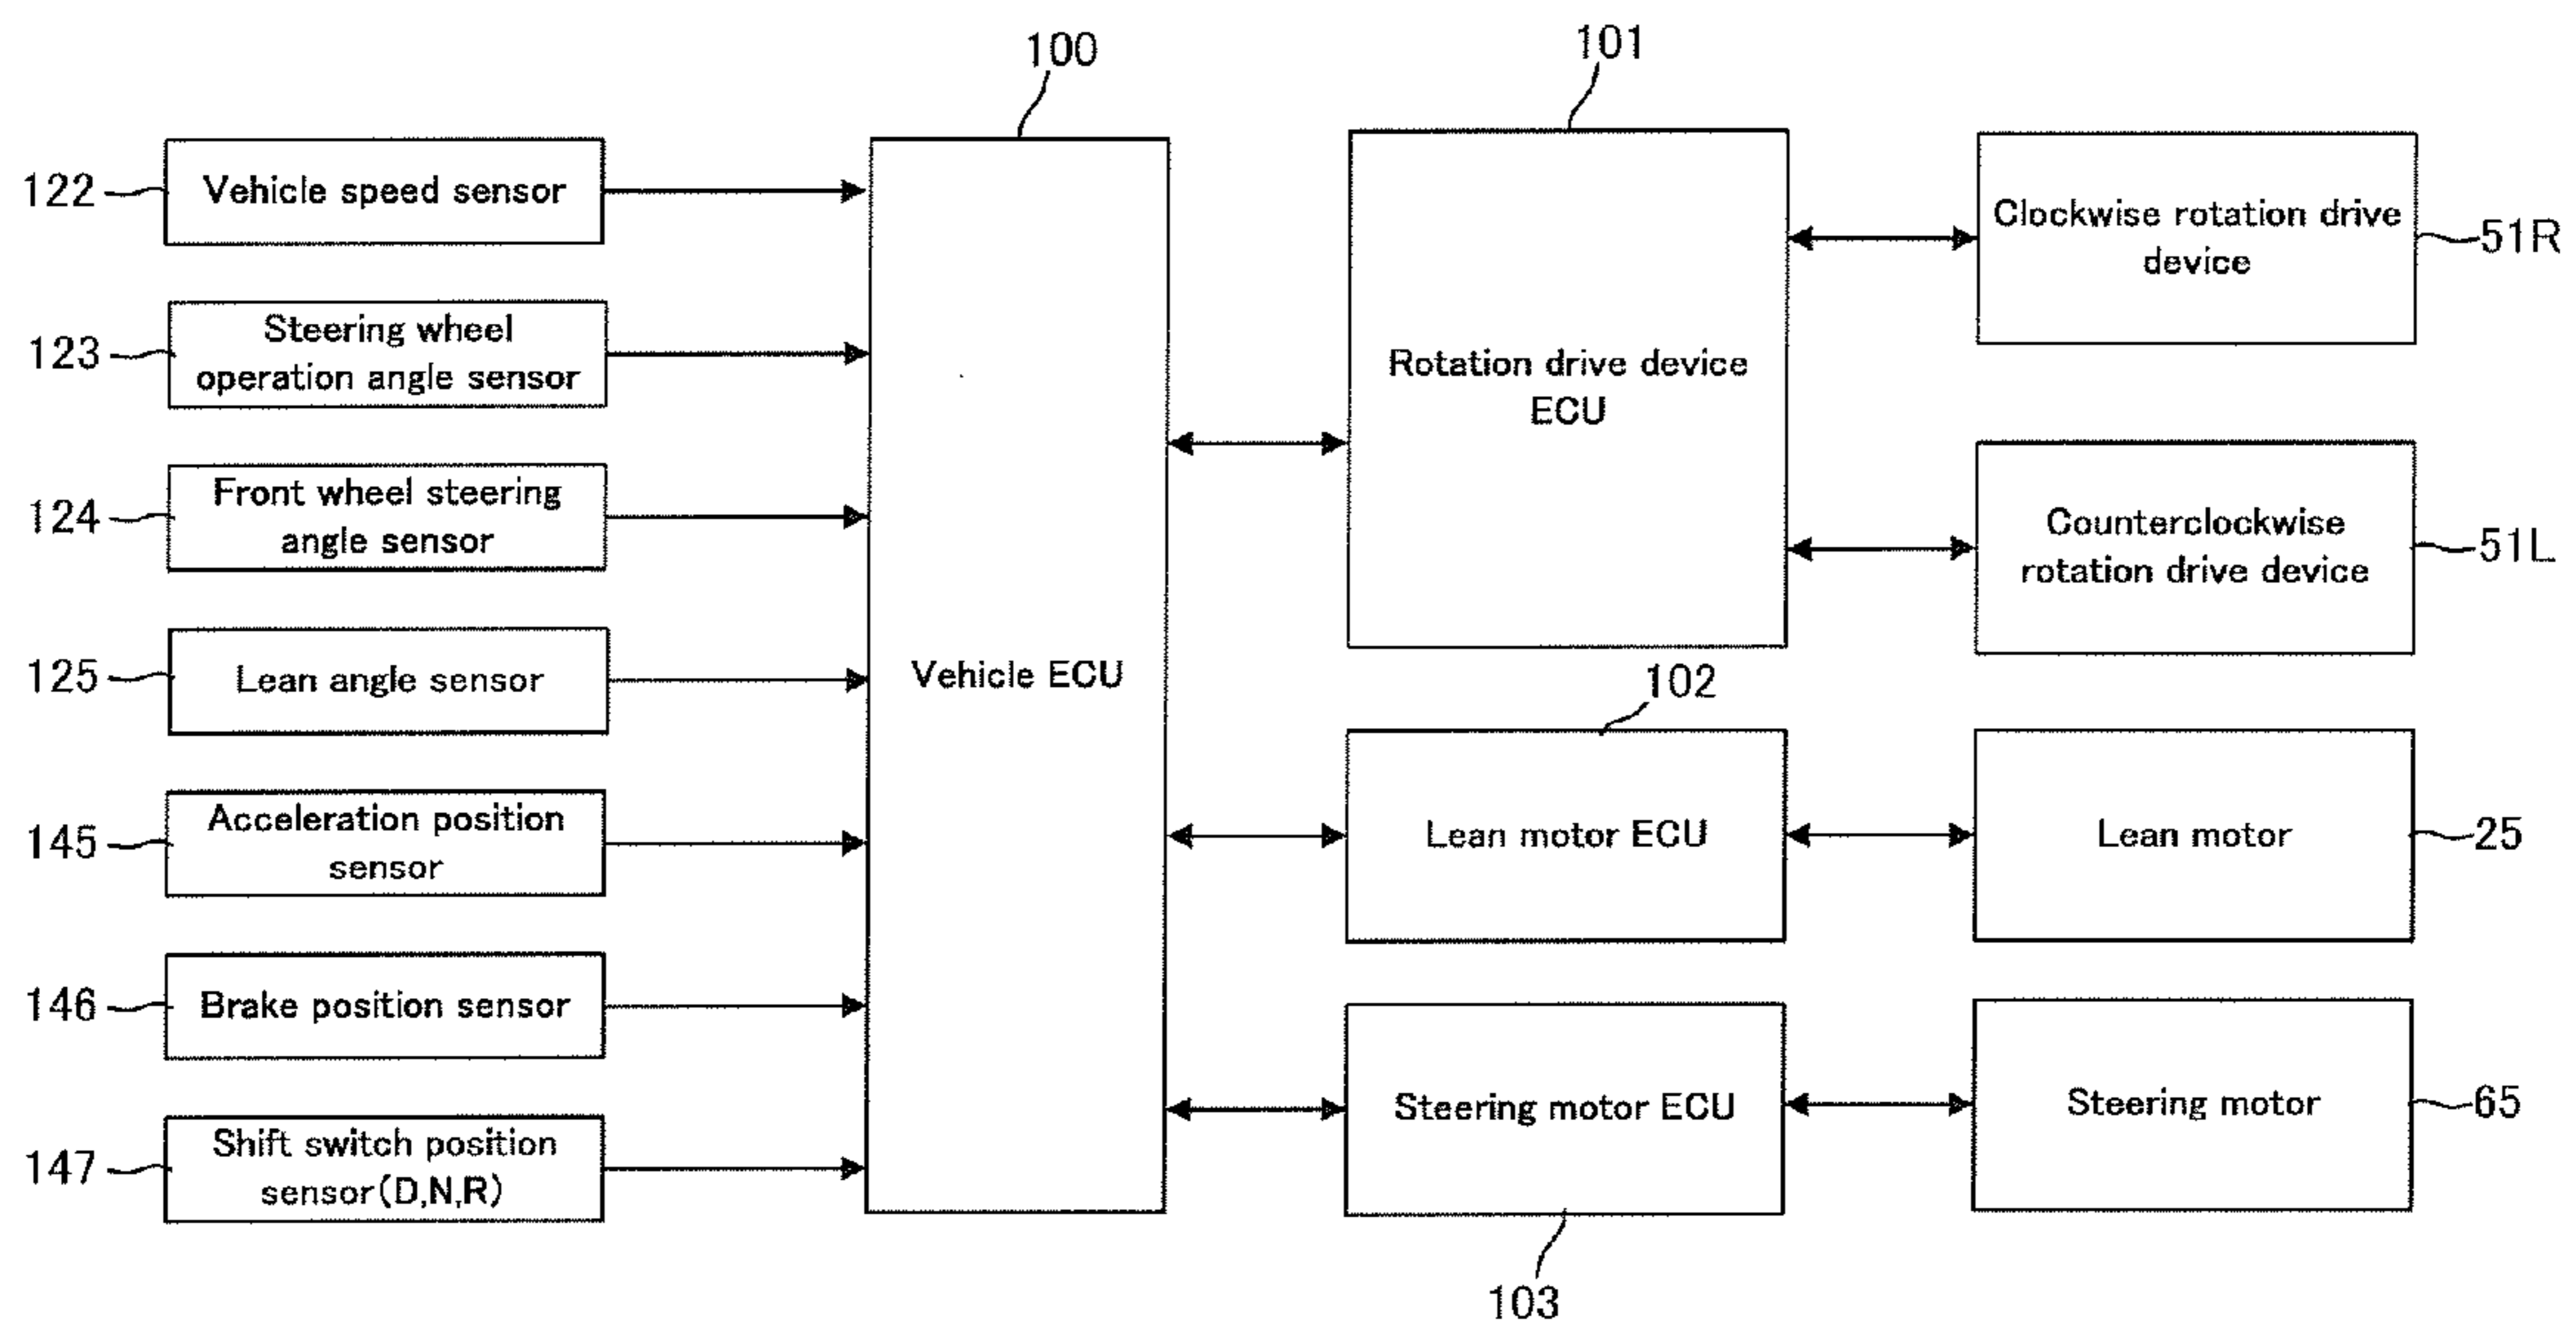 100
101
122
Vehicle speed sensor
Clockwise rotation drive
device
51R
123
Steering wheel
operation angle sensor
Rotation drive device
ECU
124
Front wheel steering
angle sensor
Counterclockwise
rotation drive device
51L
125
Lean angle sensor
Vehicle ECU
102
145
Acceleration position
sensor
Lean motor ECU
Lean motor
25
146
Brake position sensor
Steering motor ECU
Steering motor
65
147
Shift switch position
sensor(D,N,R)
103